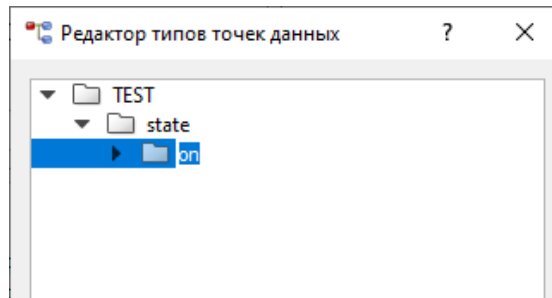 Редактор типов точек данных ?
TEST
state
on